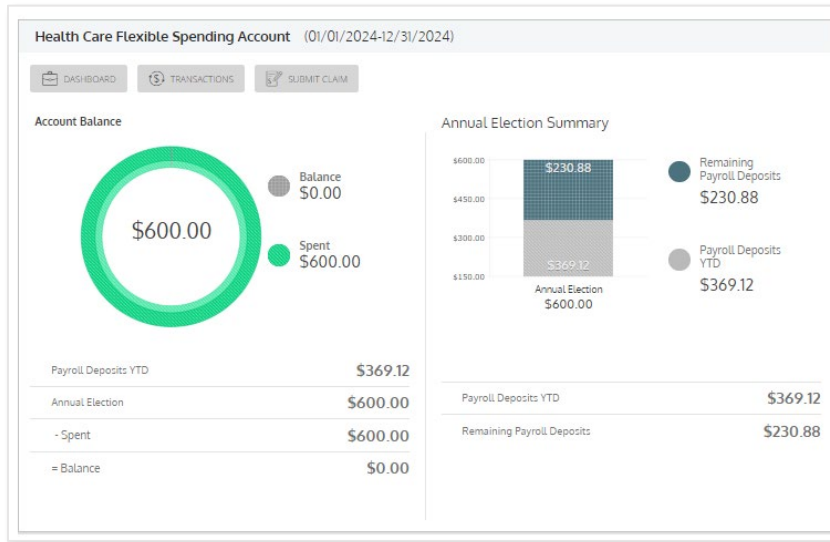 Health Care Flexible Spending Account (01/01/2024-12/31/2024)
DASHBOARD
TRANSACTIONS
SUBMIT CLAIM
Account Balance
$600.00
Balance
$0.00
Spent
$600.00
Payroll Deposits YTD $369.12
Annual Election $600.00
- Spent $600.00
= Balance $0.00
Annual Election Summary
$600.00
$450.00
$300.00
$150.00
$230.88
$369.12
Annual Election
$600.00
Remaining
Payroll Deposits
$230.88
Payroll Deposits
YTD
$369.12
Payroll Deposits YTD $369.12
Remaining Payroll Deposits $230.88